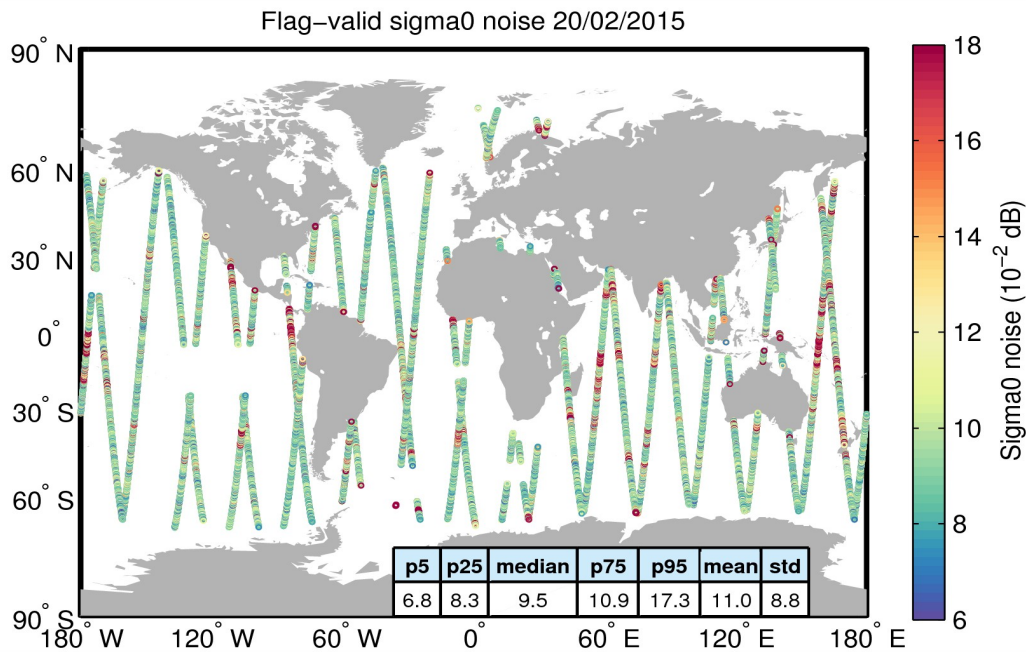 Flag−valid sigma0 noise 20/02/2015
90° N
60° N
30° N
0°
30° S
60° S
90° S
180° W
120° W
60° W
0°
60° E
120° E
180° E
p5 p25 median p75 p95 mean std
6.8 8.3 9.5 10.9 17.3 11.0 8.8
18
16
14
12
10
8
6
Sigma0 noise (10⁻² dB)